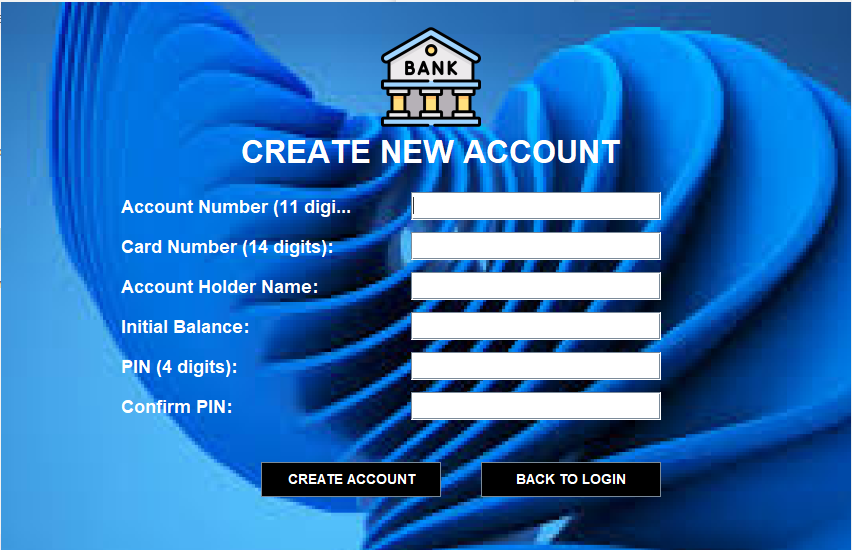 BANK
CREATE NEW ACCOUNT
Account Number (11 digi...
Card Number (14 digits):
Account Holder Name:
Initial Balance:
PIN (4 digits):
Confirm PIN:
CREATE ACCOUNT
BACK TO LOGIN